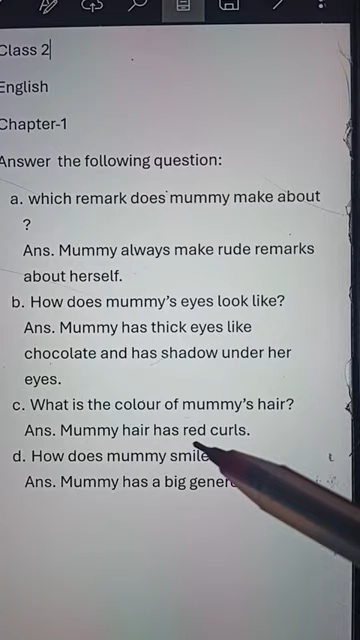 Class 2
English
Chapter-1
Answer the following question:
a. which remark does mummy make about
?
Ans. Mummy always make rude remarks
about herself.
b. How does mummy's eyes look like?
Ans. Mummy has thick eyes like
chocolate and has shadow under her
eyes.
c. What is the colour of mummy's hair?
Ans. Mummy hair has red curls.
d. How does mummy smile
Ans. Mummy has a big